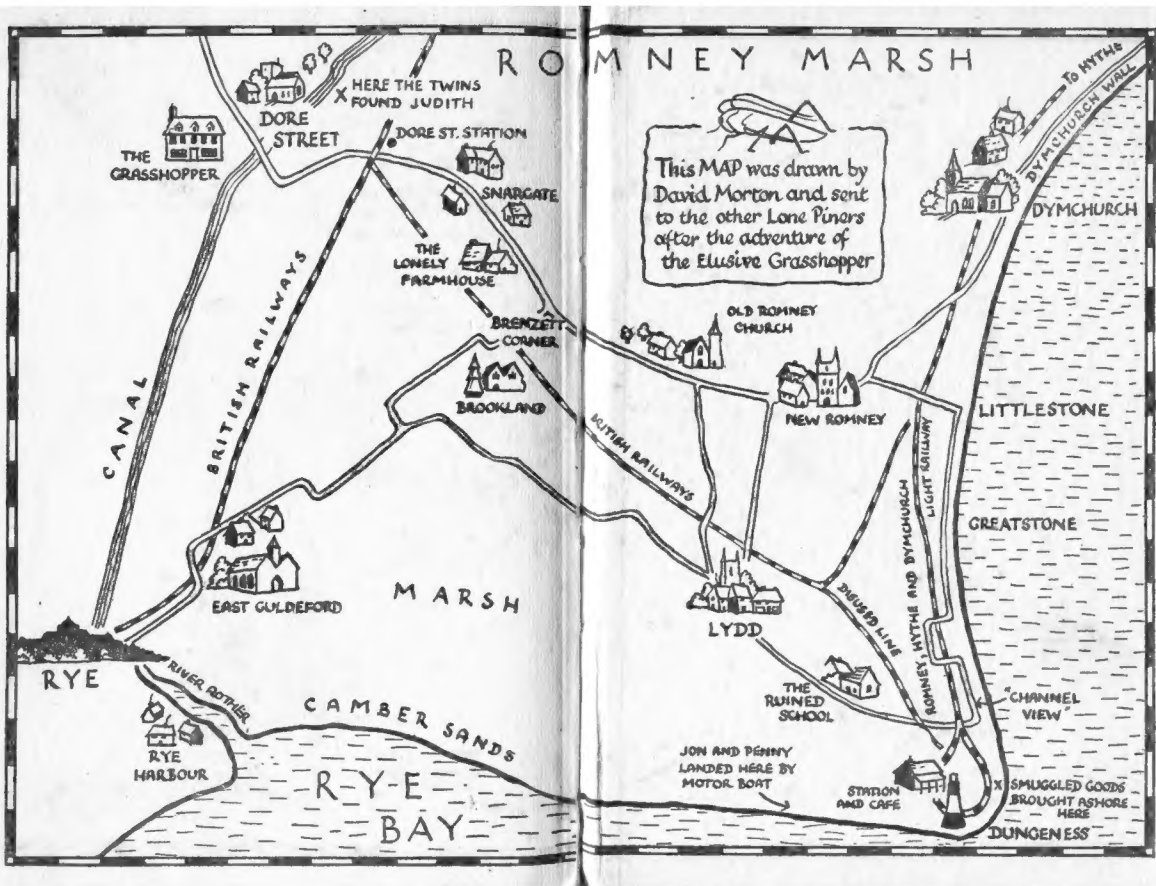 ROMNEY MARSH
TO HYTHE
DYMCHURCH WALL
HERE THE TWINS
FOUND JUDITH
X
DORE
STREET
DORE ST. STATION
THE
GRASSHOPPER
SNARGATE
This MAP was drawn by
David Morton and sent
to the other Lone Piners
after the adventure of
the Elusive Grasshopper
DYMCHURCH
THE
LONELY
FARMHOUSE
BRITISH RAILWAYS
CANAL
BRENZETT
CORNER
OLD ROMNEY
CHURCH
BROOKLAND
NEW ROMNEY
LITTLESTONE
BRITISH RAILWAYS
ROMNEY, HYTHE AND DYMCHURCH
LIGHT RAILWAY
GREATSTONE
EAST GULDEFORD
MARSH
LYDD
DISUSED LINE
RYE
RIVER ROTHER
CAMBER SANDS
THE
RUINED
SCHOOL
"CHANNEL
VIEW"
RYE
HARBOUR
RYE
BAY
JON AND PENNY
LANDED HERE BY
MOTOR BOAT
STATION
AND CAFE
X SMUGGLED GOODS
BROUGHT ASHORE
HERE
DUNGENESS